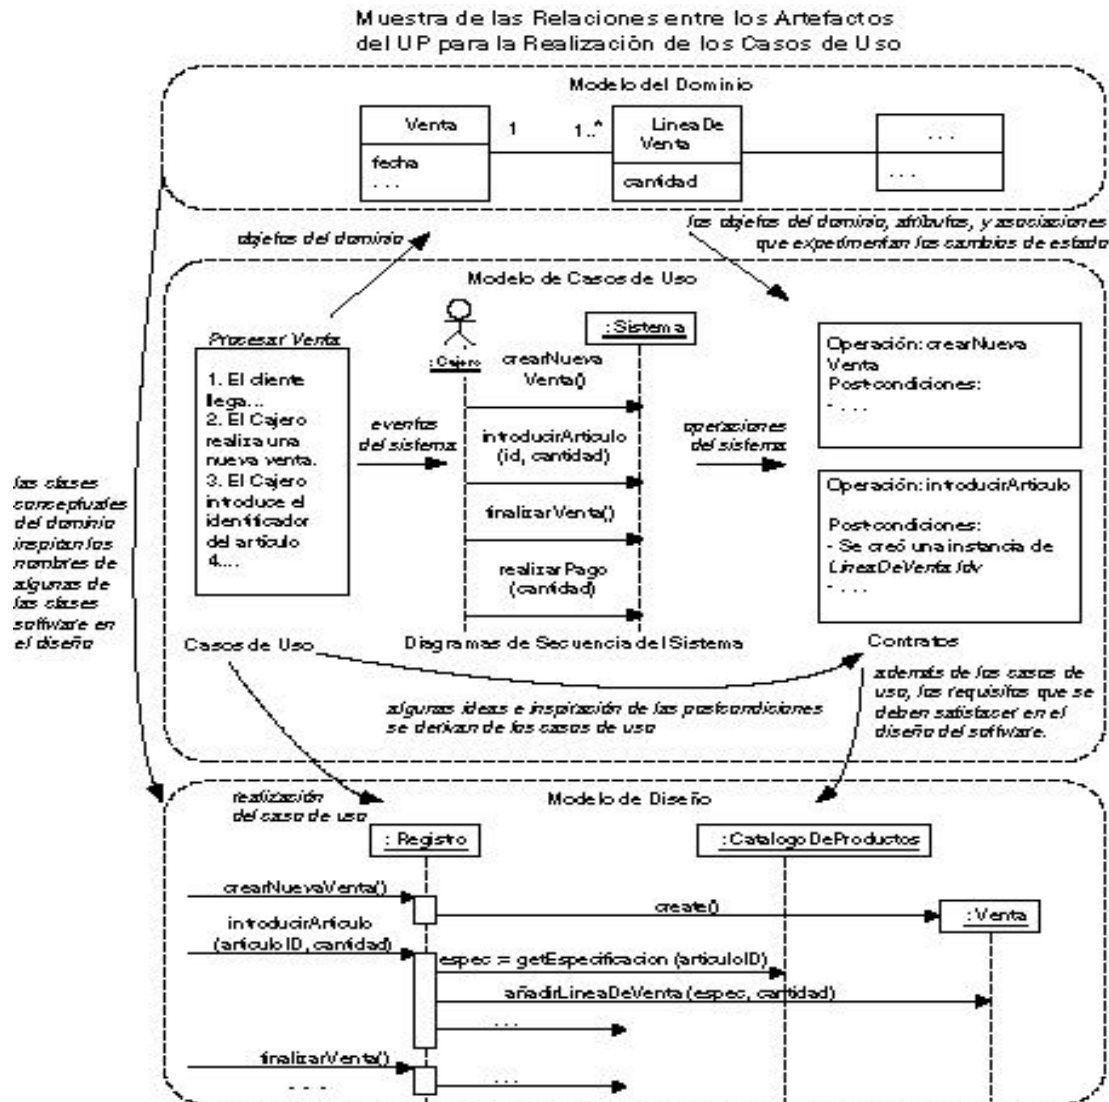 Muestra de las Relaciones entre los Artefactos
del UP para la Realización de los Casos de Uso
Modelo del Dominio
Venta
1
1..*
LineaDe
Venta
. . .
fecha
. . .
cantidad
. . .
objetos del dominio
los objetos del dominio, atributos, y asociaciones
que experimentan los cambios de estado
Modelo de Casos de Uso
Procesar Venta
1. El cliente
llega...
2. El Cajero
realiza una
nueva venta.
3. El Cajero
introduce el
identificador
del artículo
4....
eventos
del sistema
: Cajero
: Sistema
crearNueva
Venta()
introducirArticulo
(id, cantidad)
finalizarVenta()
realizarPago
(cantidad)
operaciones
del sistema
Operación: crearNueva
Venta
Post-condiciones:
- . . .
Operación: introducirArticulo
Post-condiciones:
- Se creó una instancia de
LineaDeVenta ldv
- . . .
las clases
conceptuales
del dominio
inspiran los
nombres de
algunas de
las clases
software en
el diseño
Casos de Uso
Diagramas de Secuencia del Sistema
Contratos
algunas ideas e inspiración de las postcondiciones
se derivan de los casos de uso
además de los casos de
uso, los requisitos que se
deben satisfacer en el
diseño del software.
Modelo de Diseño
realización
del caso de uso
: Registro
: CatalogoDeProductos
crearNuevaVenta()
create()
: Venta
introducirArticulo
(articuloID, cantidad)
espec := getEspecificacion (articuloID)
añadirLineaDeVenta (espec, cantidad)
. . .
finalizarVenta()
. . .
. . .